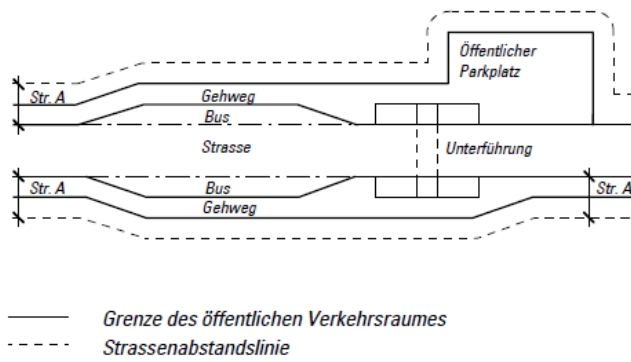 Öffentlicher
Parkplatz
Str. A
Gehweg
Bus
Strasse
Unterführung
Str. A
Bus
Str. A
Gehweg
Grenze des öffentlichen Verkehrsraumes
Strassenabstandslinie